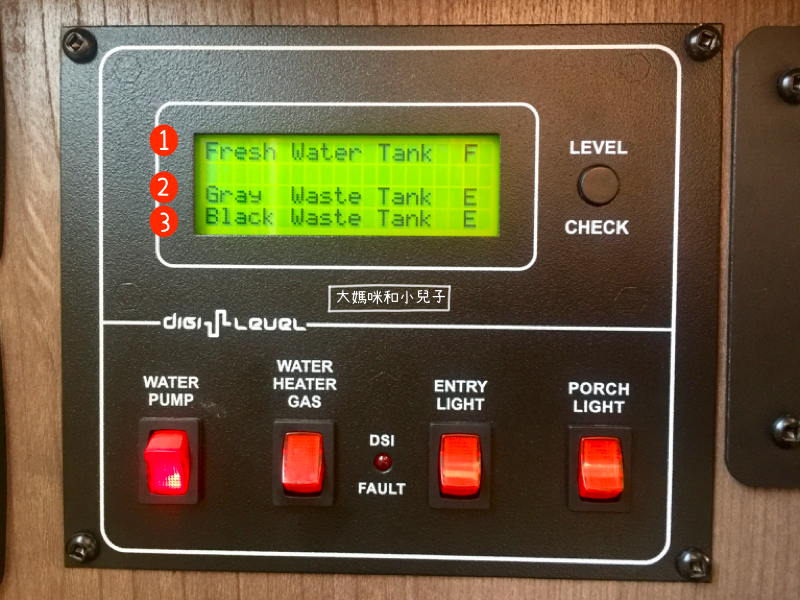 1 Fresh Water Tank F
2 Gray Waste Tank E
3 Black Waste Tank E
LEVEL
CHECK
大媽咪和小兒子
DIGI LEVEL
WATER
PUMP
WATER
HEATER
GAS
DSI
FAULT
ENTRY
LIGHT
PORCH
LIGHT